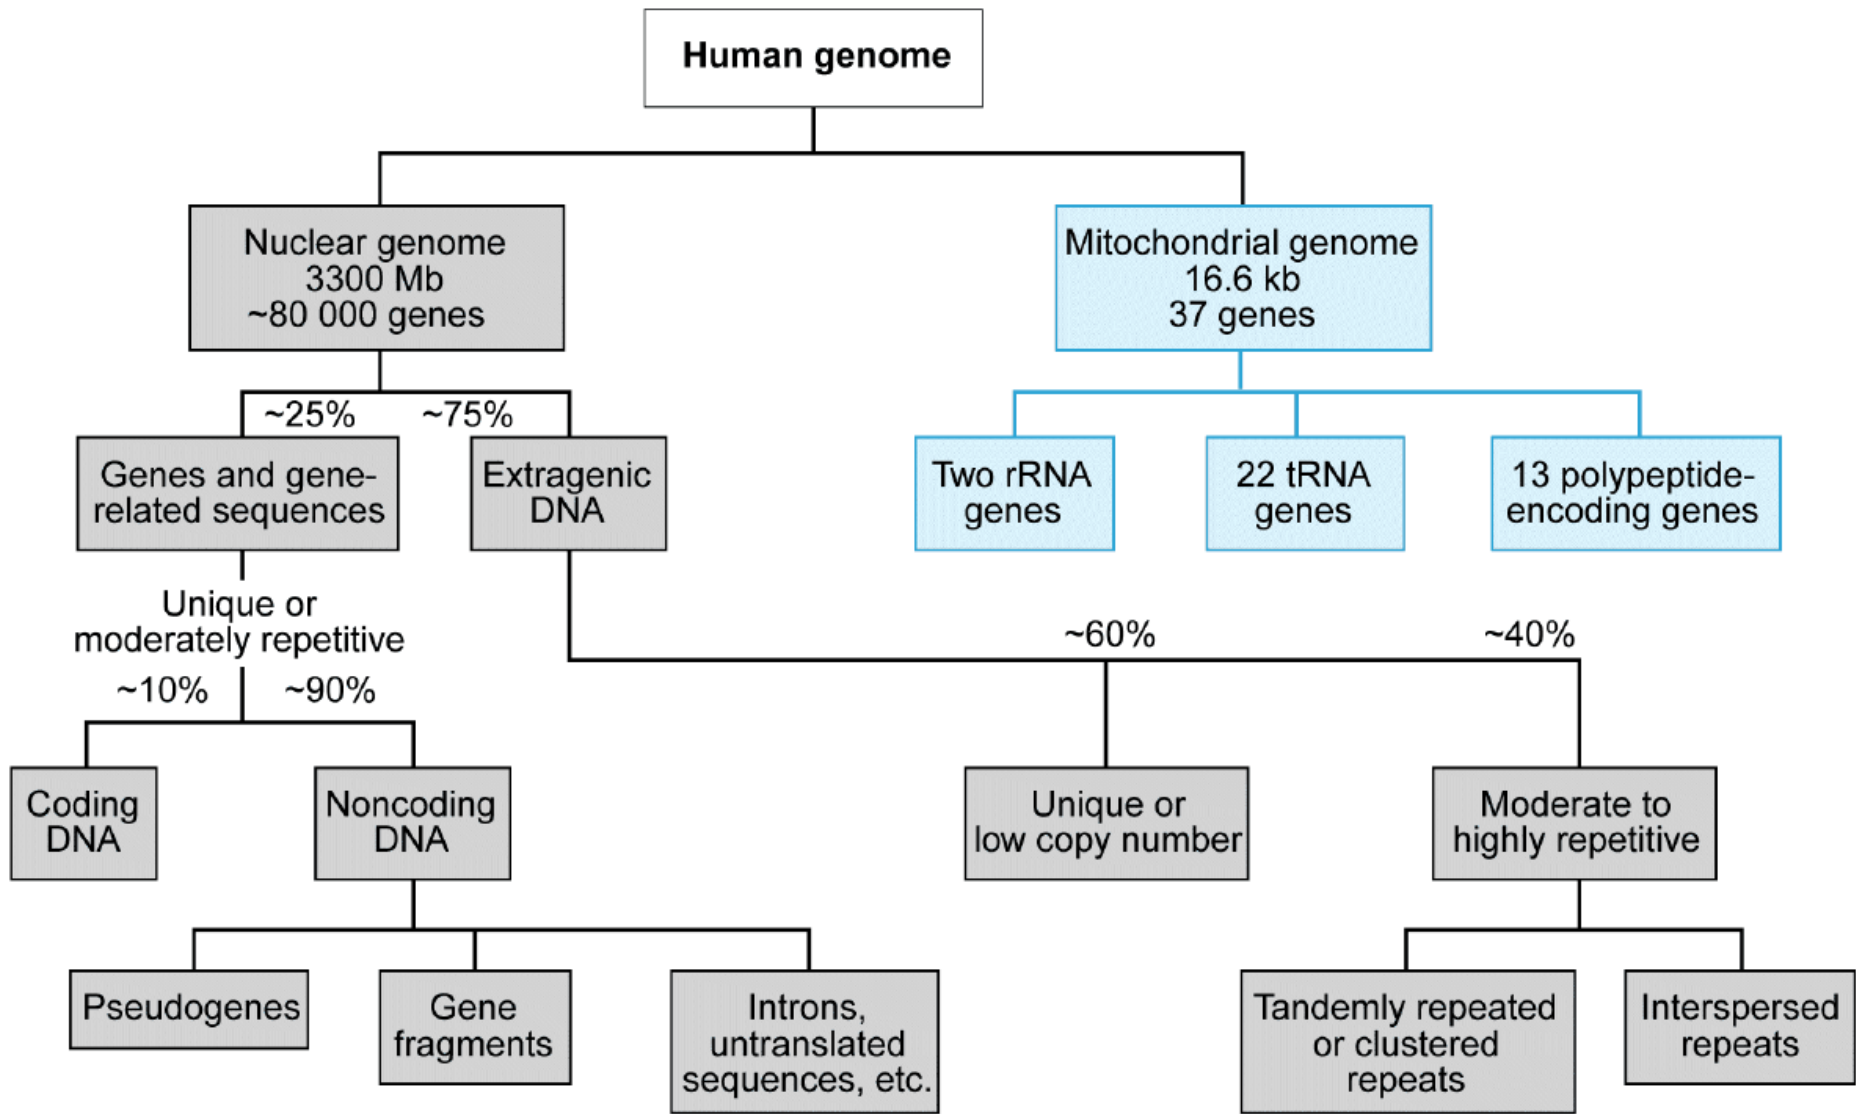 Human genome
Nuclear genome
3300 Mb
~80 000 genes
Mitochondrial genome
16.6 kb
37 genes
~25%
~75%
Genes and gene-
related sequences
Extragenic
DNA
Two rRNA
genes
22 tRNA
genes
13 polypeptide-
encoding genes
Unique or
moderately repetitive
~60%
~40%
~10%
~90%
Coding
DNA
Noncoding
DNA
Unique or
low copy number
Moderate to
highly repetitive
Pseudogenes
Gene
fragments
Introns,
untranslated
sequences, etc.
Tandemly repeated
or clustered
repeats
Interspersed
repeats